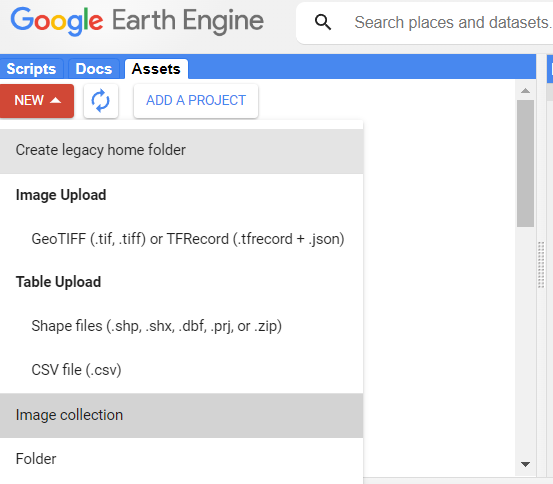 Google Earth Engine
Search places and datasets.
Scripts Docs Assets
NEW
ADD A PROJECT
Create legacy home folder
Image Upload
GeoTIFF (.tif, .tiff) or TFRecord (.tfrecord + .json)
Table Upload
Shape files (.shp, .shx, .dbf, .prj, or .zip)
CSV file (.csv)
Image collection
Folder